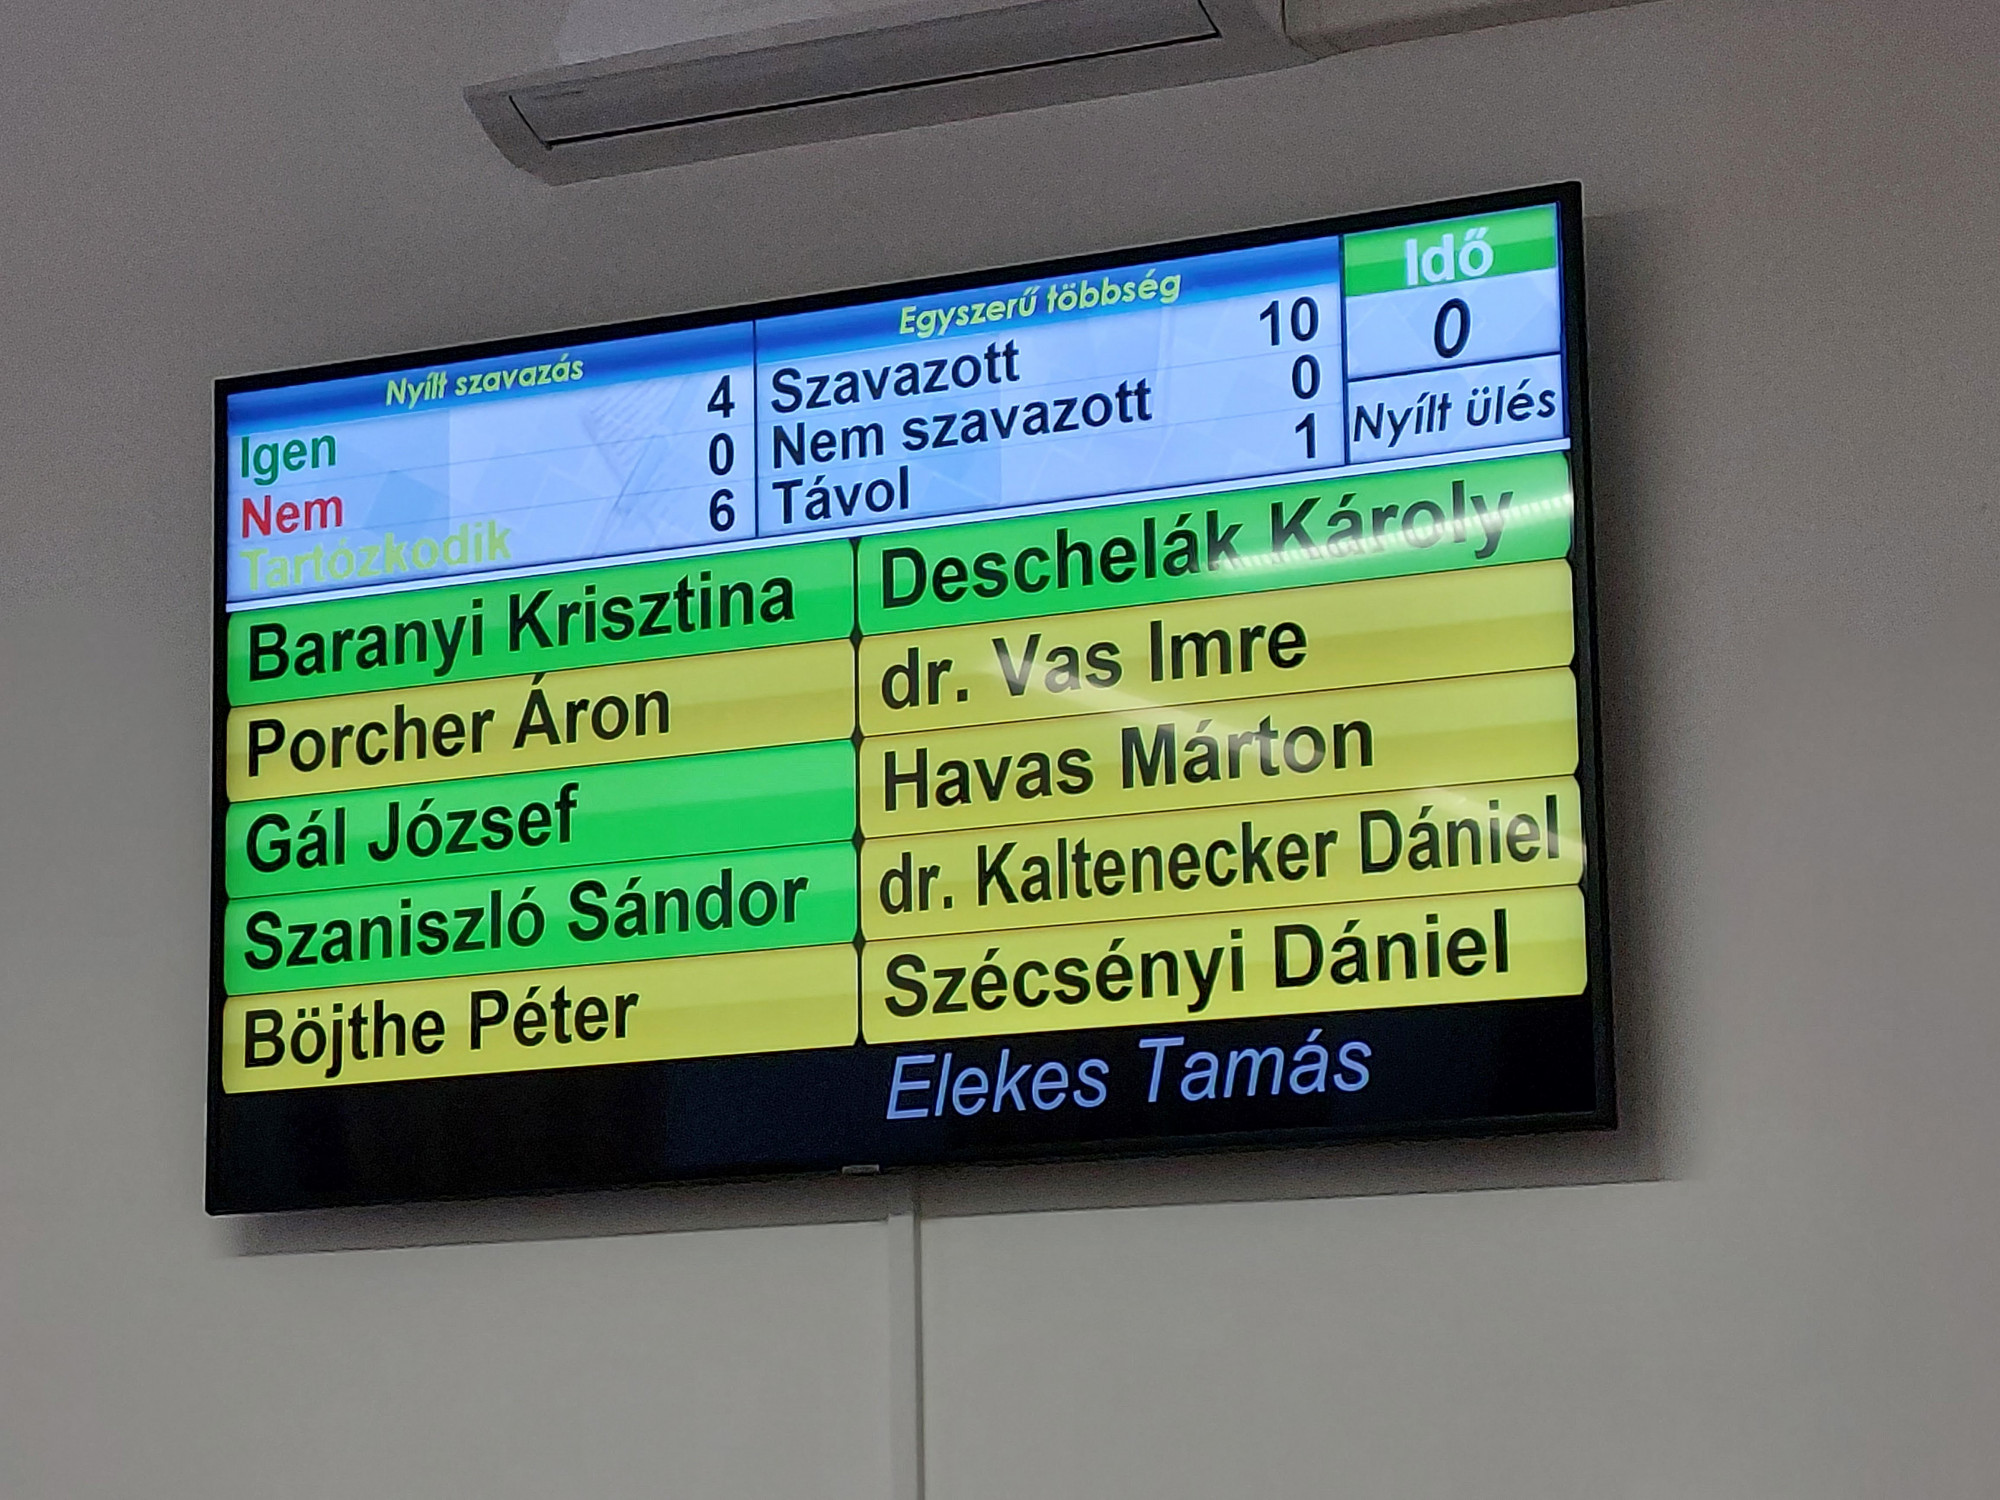 Nyílt szavazás
Igen 4
Nem 0
Tartózkodik 6
Egyszerű többség
Szavazott 10
Nem szavazott 0
Távol 1
Idő
0
Nyílt ülés
Baranyi Krisztina
Porcher Áron
Gál József
Szaniszló Sándor
Böjthe Péter
Deschelák Károly
dr. Vas Imre
Havas Márton
dr. Kaltenecker Dániel
Szécsényi Dániel
Elekes Tamás